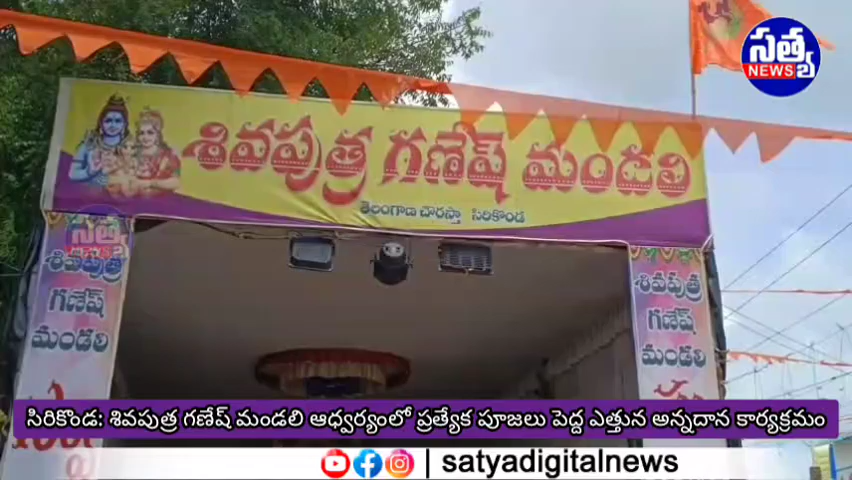 సత్య
NEWS
శివపుత్ర గణేష్ మండలి
తెలంగాణ చౌరస్తా సిరికొండ
శివపుత్ర
గణేష్
మండలి
శివపుత్ర
గణేష్
మండలి
సిరికొండ: శివపుత్ర గణేష్ మండలి ఆధ్వర్యంలో ప్రత్యేక పూజలు పెద్ద ఎత్తున అన్నదాన కార్యక్రమం
satyadigitalnews